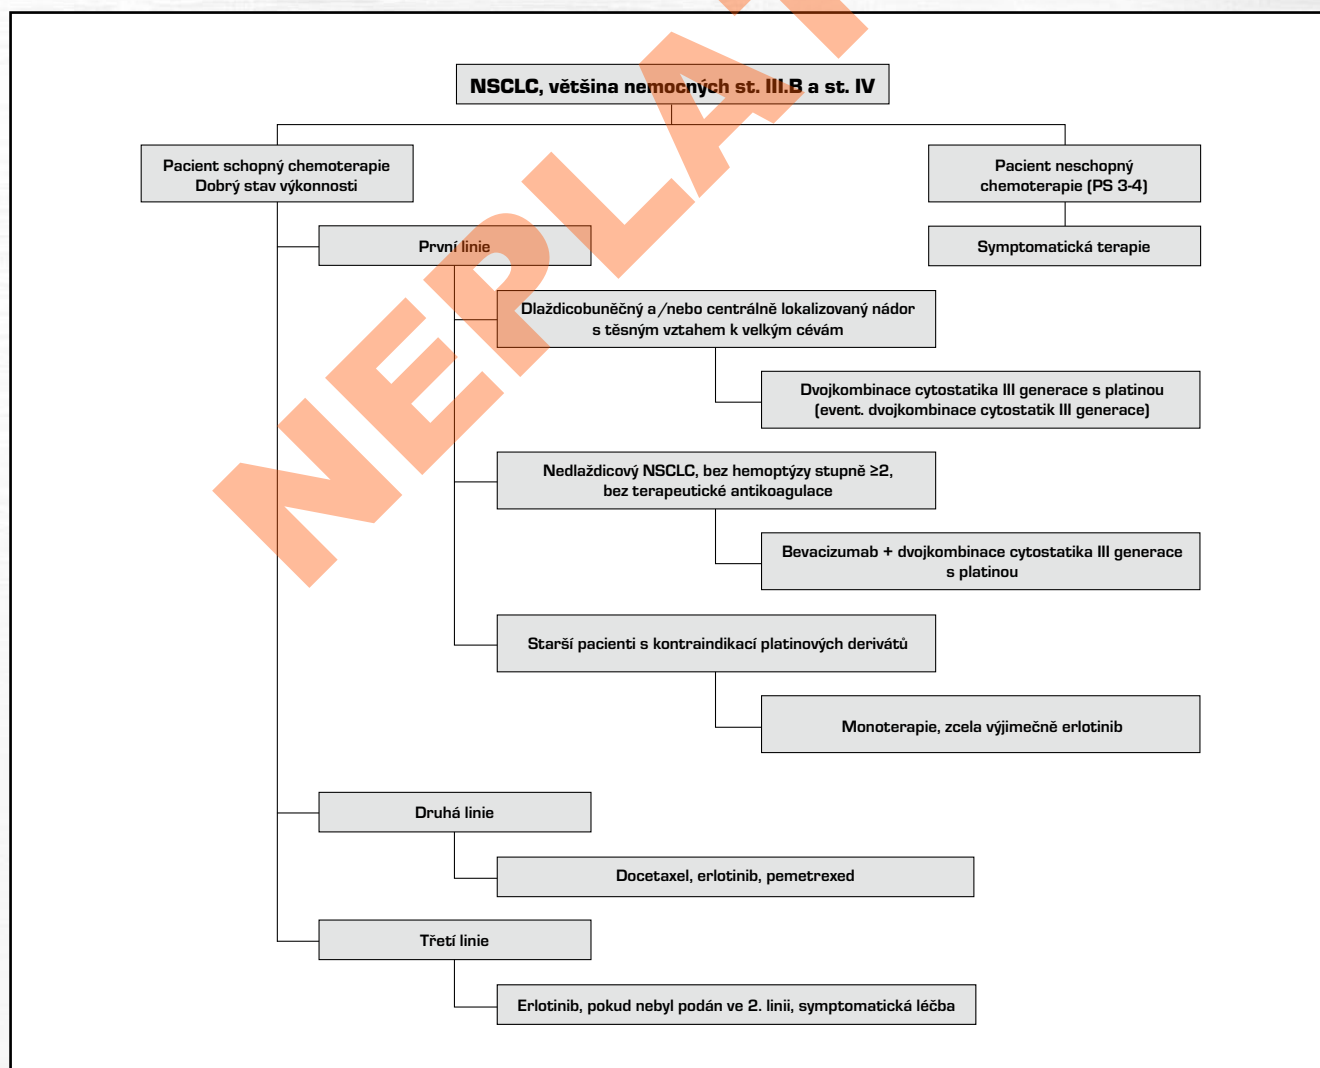 NSCLC, většina nemocných st. III.B a st. IV
Pacient schopný chemoterapie
Dobrý stav výkonnosti
Pacient neschopný
chemoterapie (PS 3-4)
První linie
Symptomatická terapie
Dlaždicobuněčný a/nebo centrálně lokalizovaný nádor
s těsným vztahem k velkým cévám
Dvojkombinace cytostatika III generace s platinou
(event. dvojkombinace cytostatik III generace)
Nedlaždicový NSCLC, bez hemoptýzy stupně ≥2,
bez terapeutické antikoagulace
Bevacizumab + dvojkombinace cytostatika III generace
s platinou
Starší pacienti s kontraindikací platinových derivátů
Monoterapie, zcela výjimečně erlotinib
Druhá linie
Docetaxel, erlotinib, pemetrexed
Třetí linie
Erlotinib, pokud nebyl podán ve 2. linii, symptomatická léčba
NEPLAT